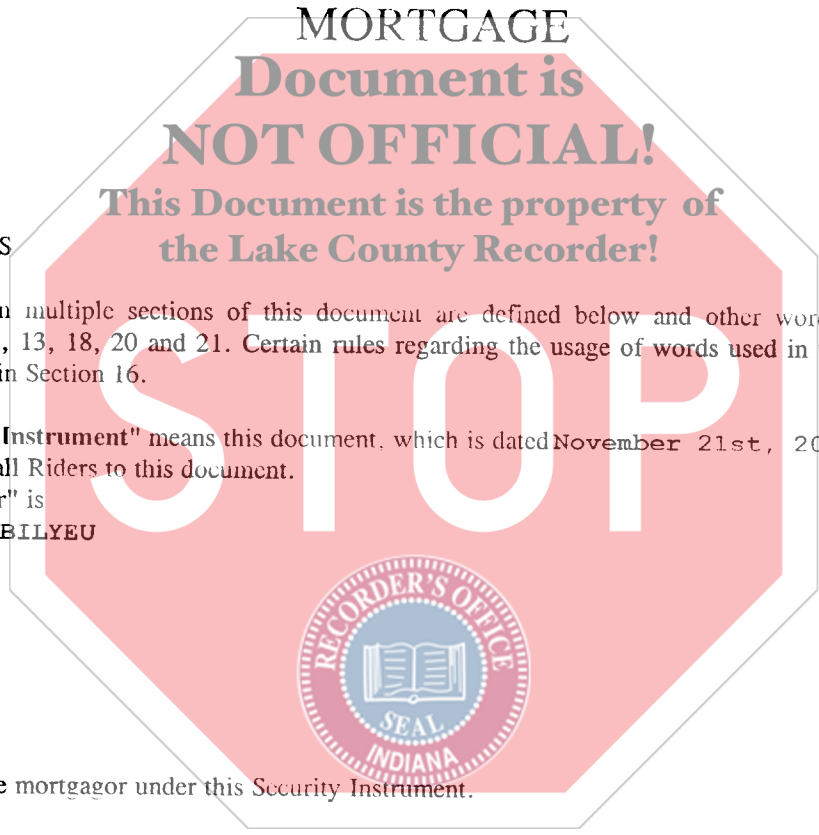 MORTGAGE
Document is
NOT OFFICIAL!
This Document is the property of
the Lake County Recorder!
S
n multiple sections of this document are defined below and other wor
, 13, 18, 20 and 21. Certain rules regarding the usage of words used in
in Section 16.
Instrument" means this document, which is dated November 21st, 20
all Riders to this document.
r" is
BILYEU
STOP
RECORDER'S OFFICE
SEAL
INDIANA
e mortgagor under this Security Instrument.